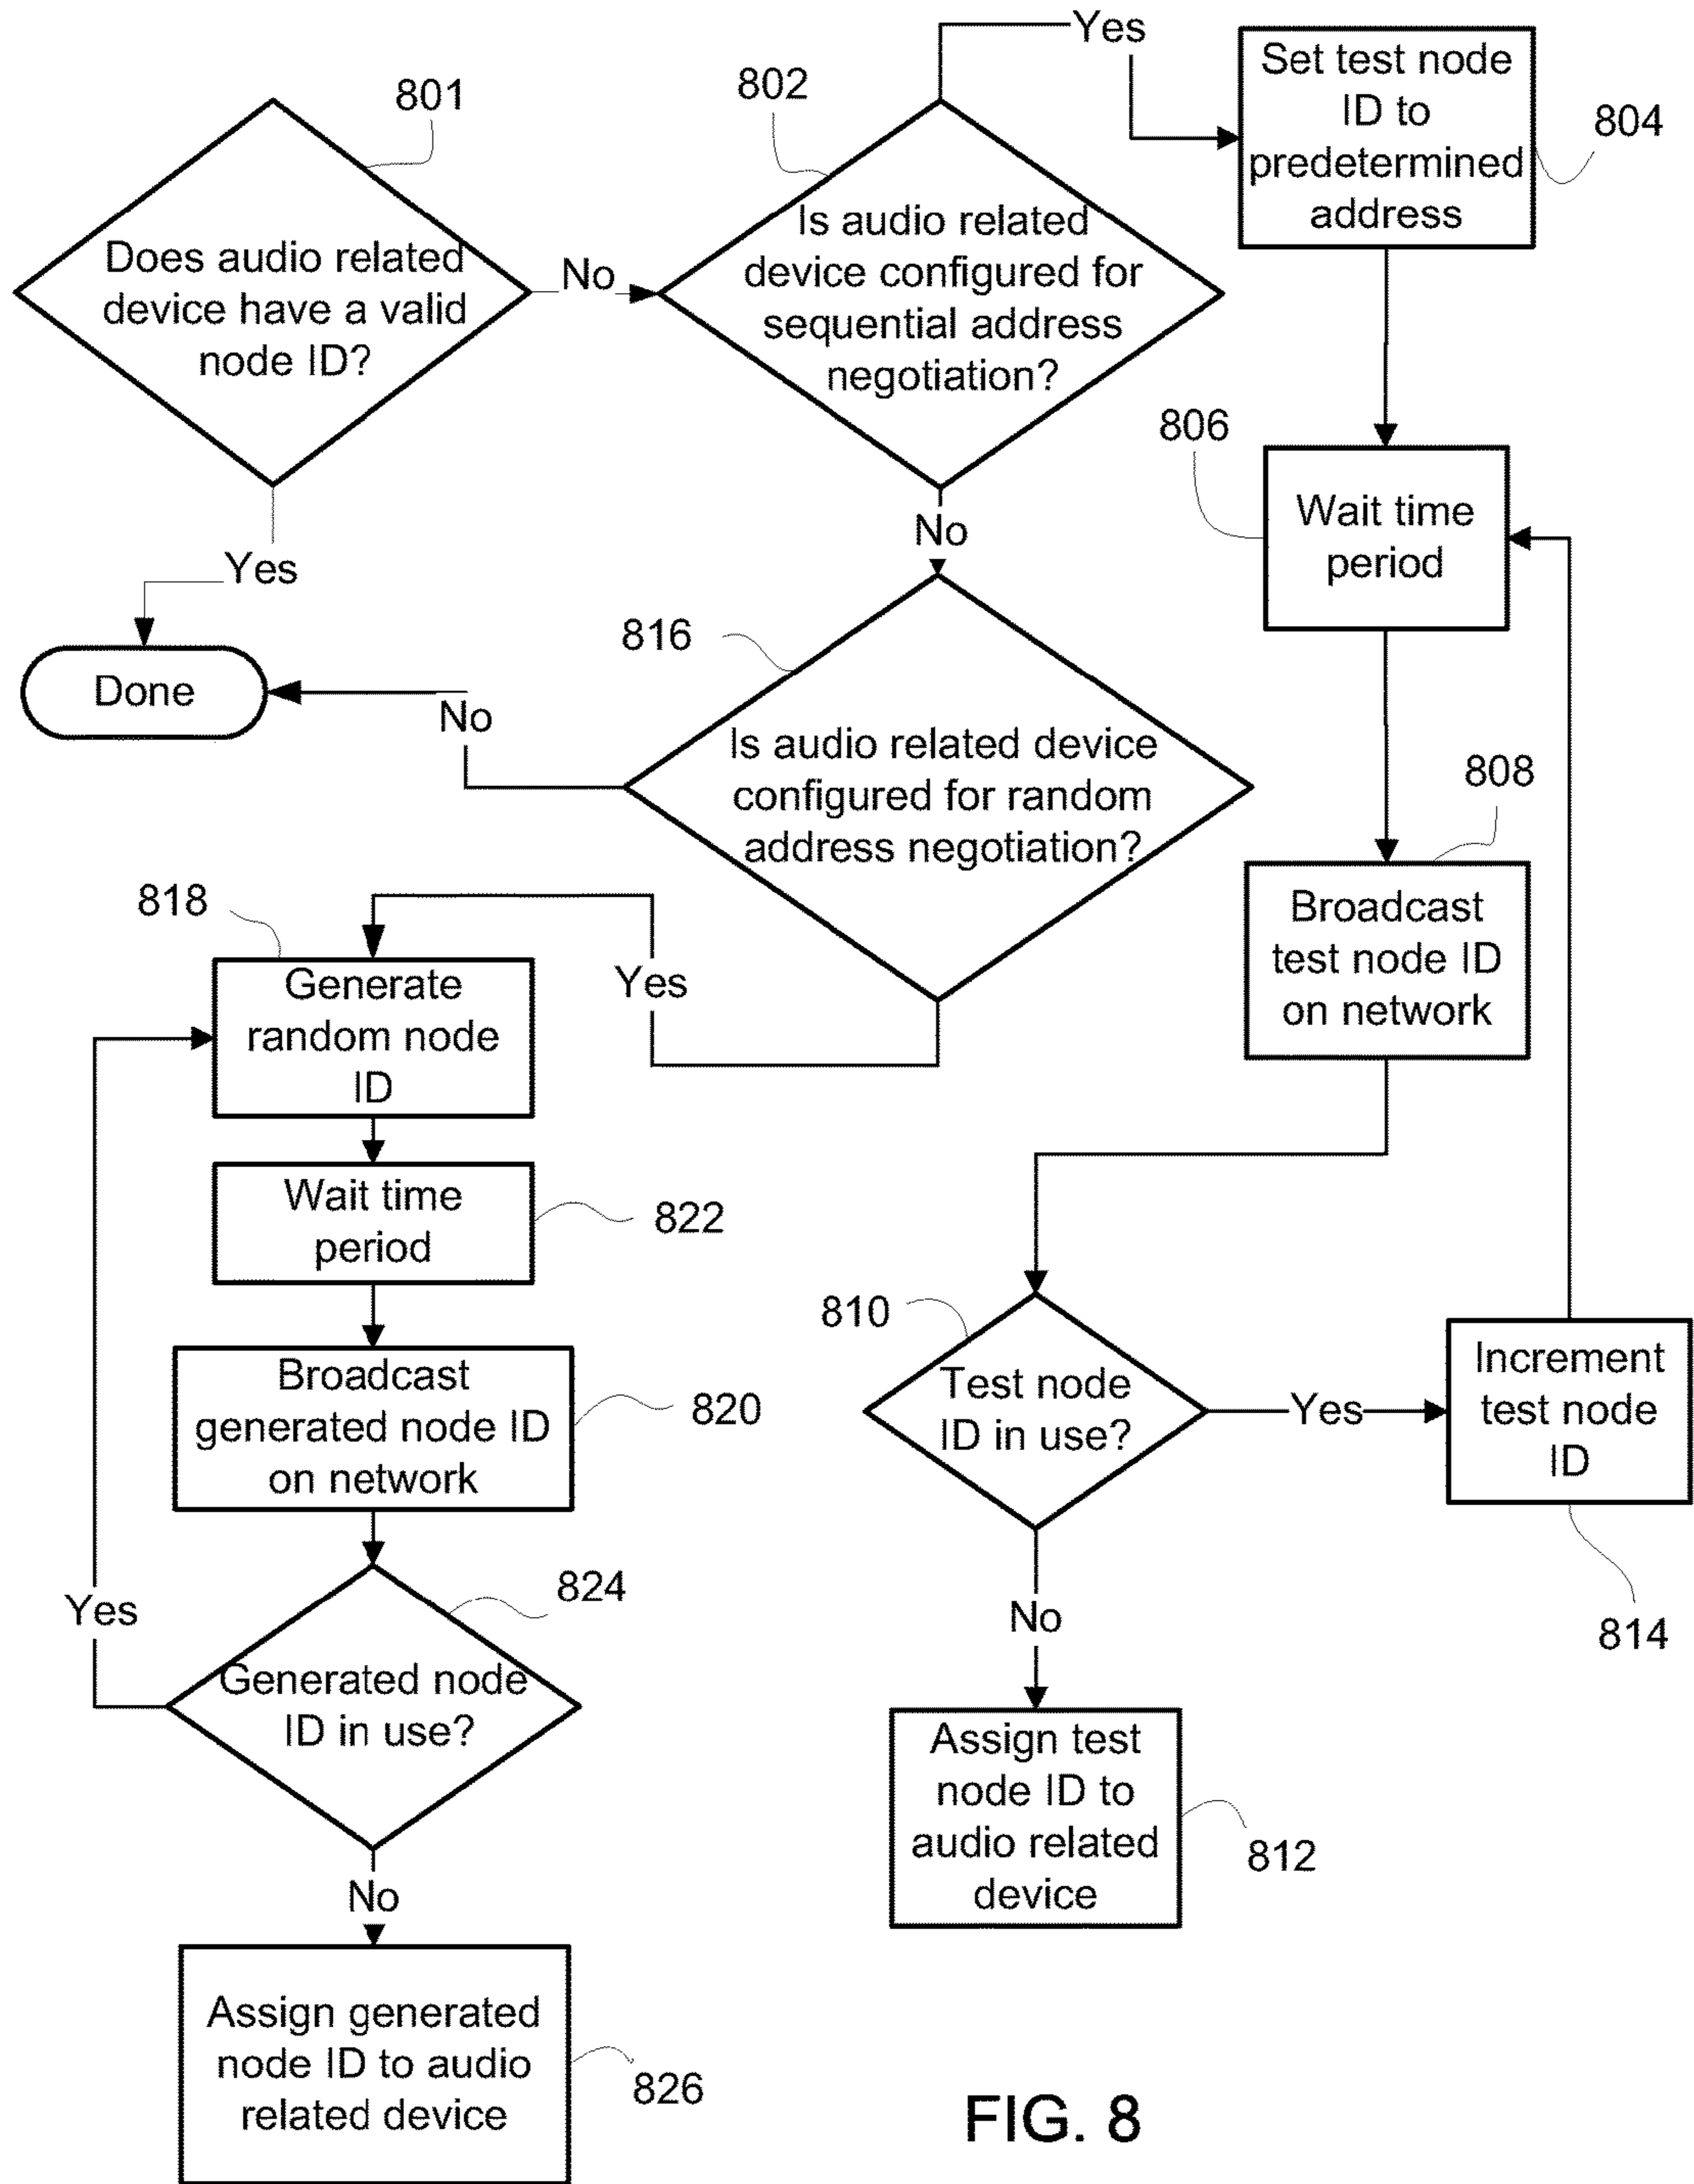 801
Does audio related
device have a valid
node ID?
No
Yes
Done
802
Is audio related
device configured for
sequential address
negotiation?
Yes
No
Set test node
ID to
predetermined
address
804
806
Wait time
period
808
Broadcast
test node ID
on network
816
Is audio related device
configured for random
address negotiation?
No
Yes
818
Generate
random node
ID
Wait time
period
822
Broadcast
generated node ID
on network
820
824
Generated node
ID in use?
Yes
No
Assign generated
node ID to audio
related device
826
810
Test node
ID in use?
Yes
Increment
test node
ID
814
No
Assign test
node ID to
audio related
device
812
FIG. 8